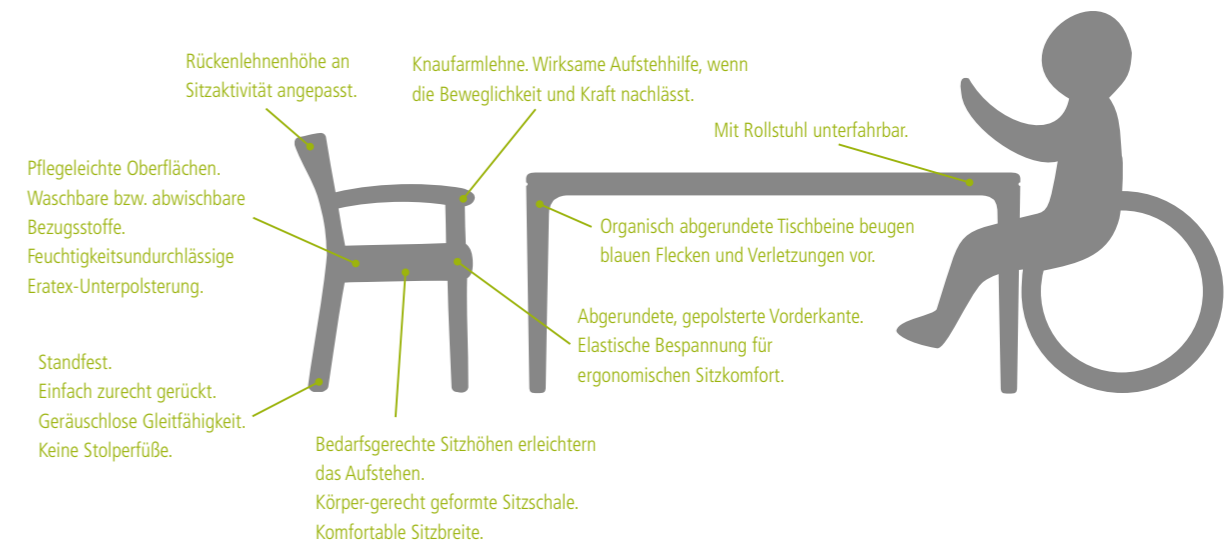 Rückenlehnenhöhe an
Sitzaktivität angepasst.
Knaufarmlehne. Wirksame Aufstehhilfe, wenn
die Beweglichkeit und Kraft nachlässt.
Mit Rollstuhl unterfahrbar.
Pflegeleichte Oberflächen.
Waschbare bzw. abwischbare
Bezugsstoffe.
Feuchtigkeitsundurchlässige
Eratex-Unterpolsterung.
Organisch abgerundete Tischbeine beugen
blauen Flecken und Verletzungen vor.
Abgerundete, gepolsterte Vorderkante.
Elastische Bespannung für
ergonomischen Sitzkomfort.
Standfest.
Einfach zurecht gerückt.
Geräuschlose Gleitfähigkeit.
Keine Stolperfüße.
Bedarfsgerechte Sitzhöhen erleichtern
das Aufstehen.
Körper-gerecht geformte Sitzschale.
Komfortable Sitzbreite.